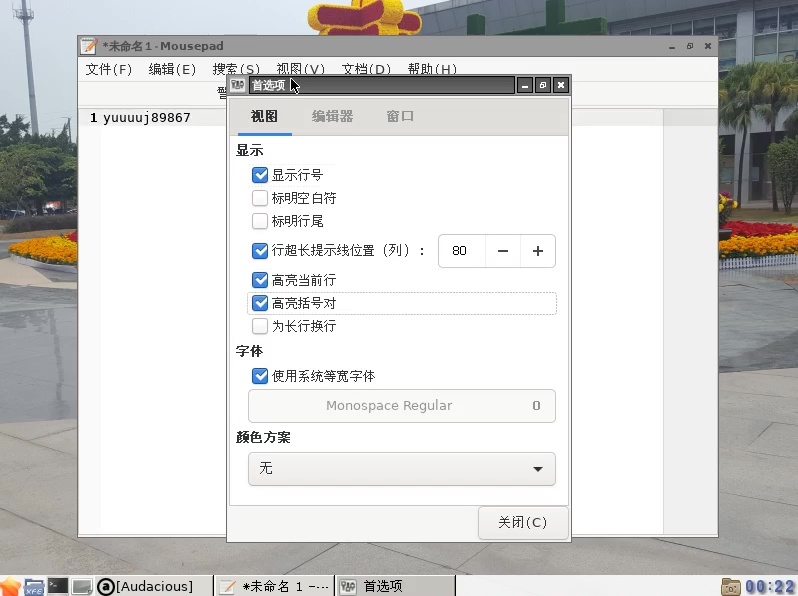 *未命名 1 - Mousepad
文件(F) 编辑(E) 搜索(S) 视图(V) 文档(D) 帮助(H)
首选项
1 yuuuuj89867
视图 编辑器 窗口
显示
显示行号
标明空白符
标明行尾
行超长提示线位置（列）： 80 − +
高亮当前行
高亮括号对
为长行换行
字体
使用系统等宽字体
Monospace Regular 0
颜色方案
无
关闭(C)
XFE @[Audacious] *未命名 1 -··· 首选项 00:22